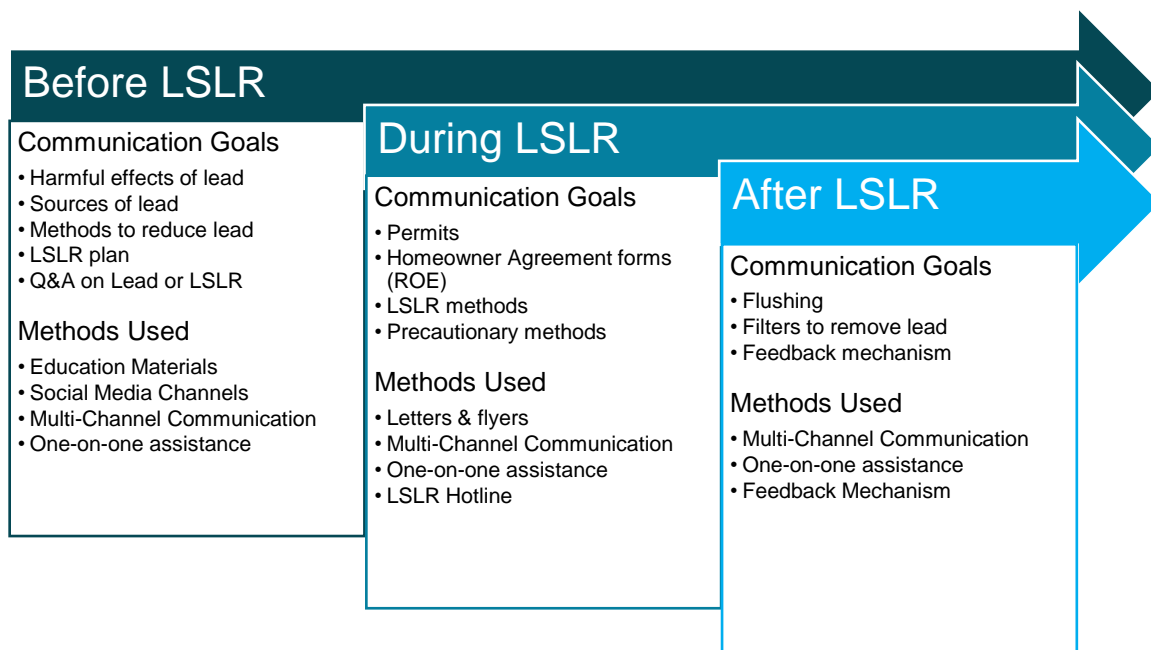 Before LSLR
Communication Goals
• Harmful effects of lead
• Sources of lead
• Methods to reduce lead
• LSLR plan
• Q&A on Lead or LSLR
Methods Used
• Education Materials
• Social Media Channels
• Multi-Channel Communication
• One-on-one assistance
During LSLR
Communication Goals
• Permits
• Homeowner Agreement forms
(ROE)
• LSLR methods
• Precautionary methods
Methods Used
• Letters & flyers
• Multi-Channel Communication
• One-on-one assistance
• LSLR Hotline
After LSLR
Communication Goals
• Flushing
• Filters to remove lead
• Feedback mechanism
Methods Used
• Multi-Channel Communication
• One-on-one assistance
• Feedback Mechanism